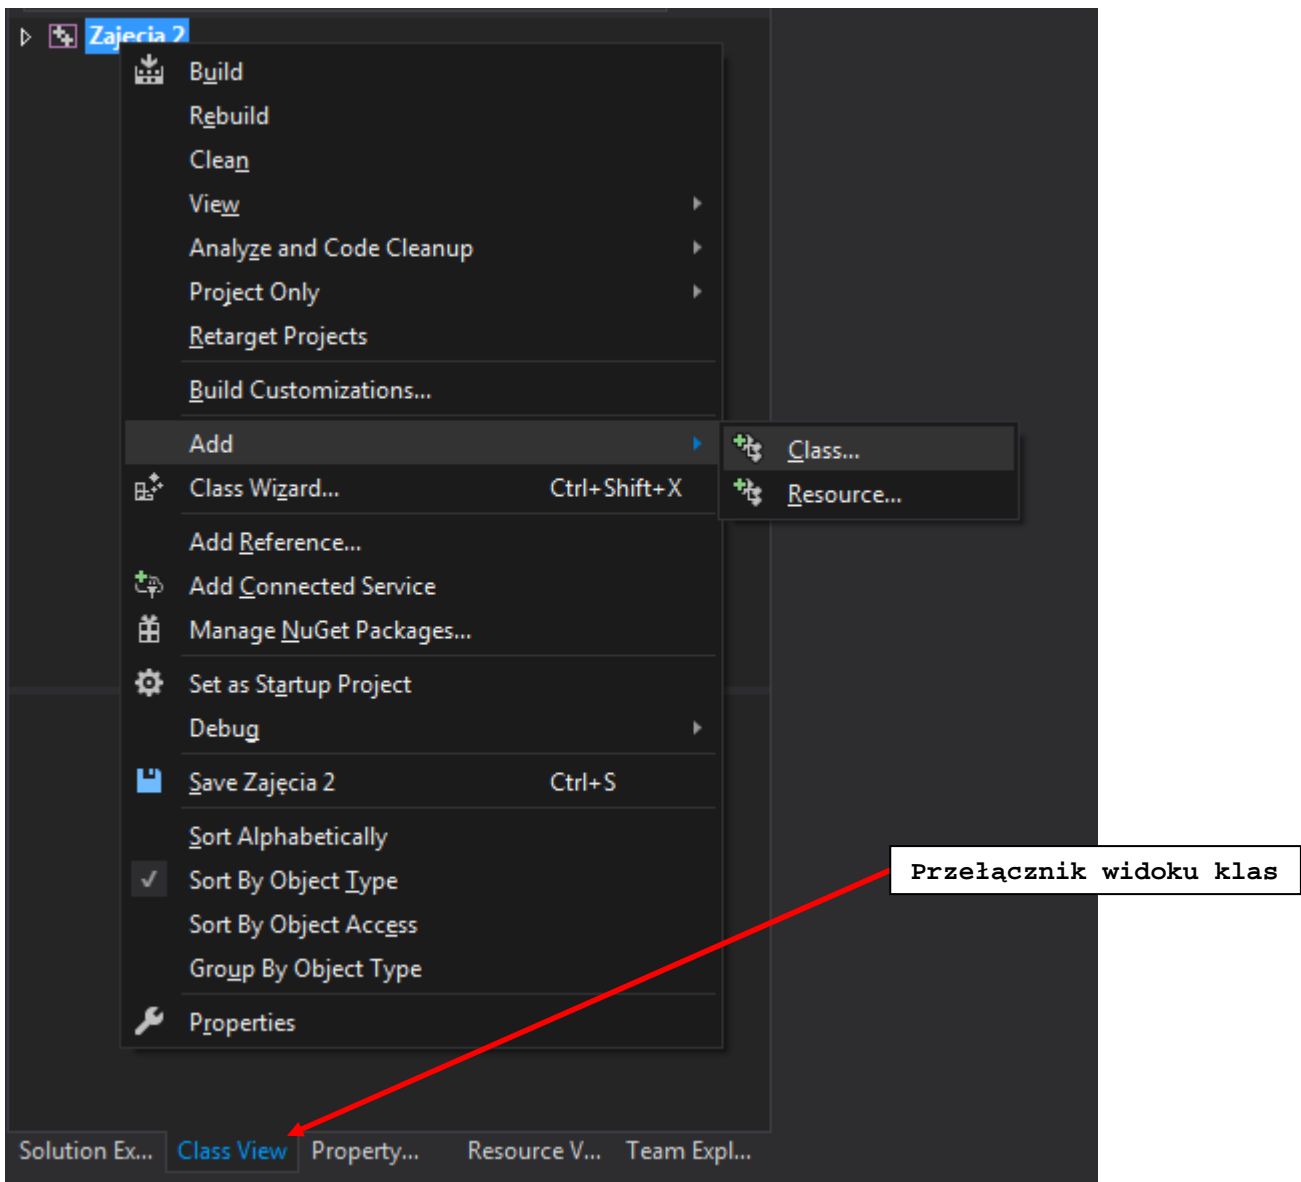 Zajęcia 2
Build
Rebuild
Clean
View
Analyze and Code Cleanup
Project Only
Retarget Projects
Build Customizations...
Add
Class...
Class Wizard... Ctrl+Shift+X
Resource...
Add Reference...
Add Connected Service
Manage NuGet Packages...
Set as Startup Project
Debug
Save Zajęcia 2 Ctrl+S
Sort Alphabetically
Sort By Object Type
Przełącznik widoku klas
Sort By Object Access
Group By Object Type
Properties
Solution Ex... Class View Property... Resource V... Team Expl...